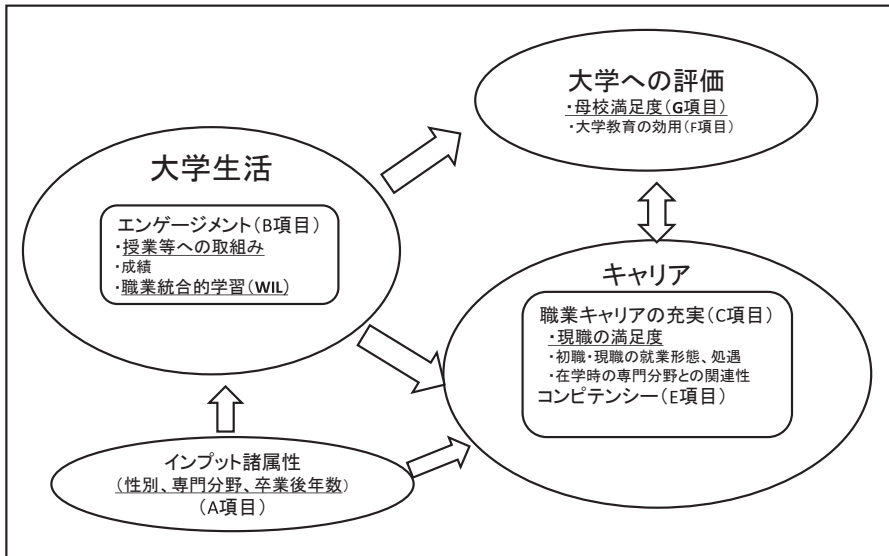 大学への評価
・母校満足度(G項目)
・大学教育の効用(F項目)
大学生活
エンゲージメント(B項目)
・授業等への取組み
・成績
・職業統合的学習(WIL)
キャリア
職業キャリアの充実(C項目)
・現職の満足度
・初職・現職の就業形態、処遇
・在学時の専門分野との関連性
コンピテンシー(E項目)
インプット諸属性
(性別、専門分野、卒業後年数)
(A項目)